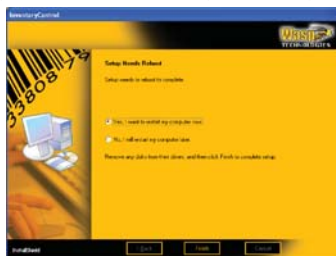 InventoryControl
Wasp
TECHNOLOGIES
33808 79
Setup Needs Reboot
Setup needs to reboot to complete.
Yes, I want to restart my computer now.
No, I will restart my computer later.
Remove any disks from their drives, and then click Finish to complete setup.
InstallShield
< Back
Finish
Cancel